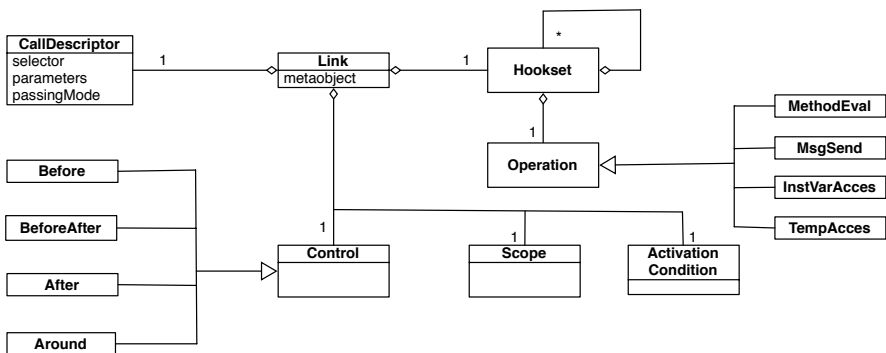 CallDescriptor
selector
parameters
passingMode
1
Link
metaobject
1
Hookset
*
1
Operation
MethodEval
MsgSend
InstVarAcces
TempAcces
Before
BeforeAfter
After
Around
1
Control
1
Scope
1
Activation
Condition